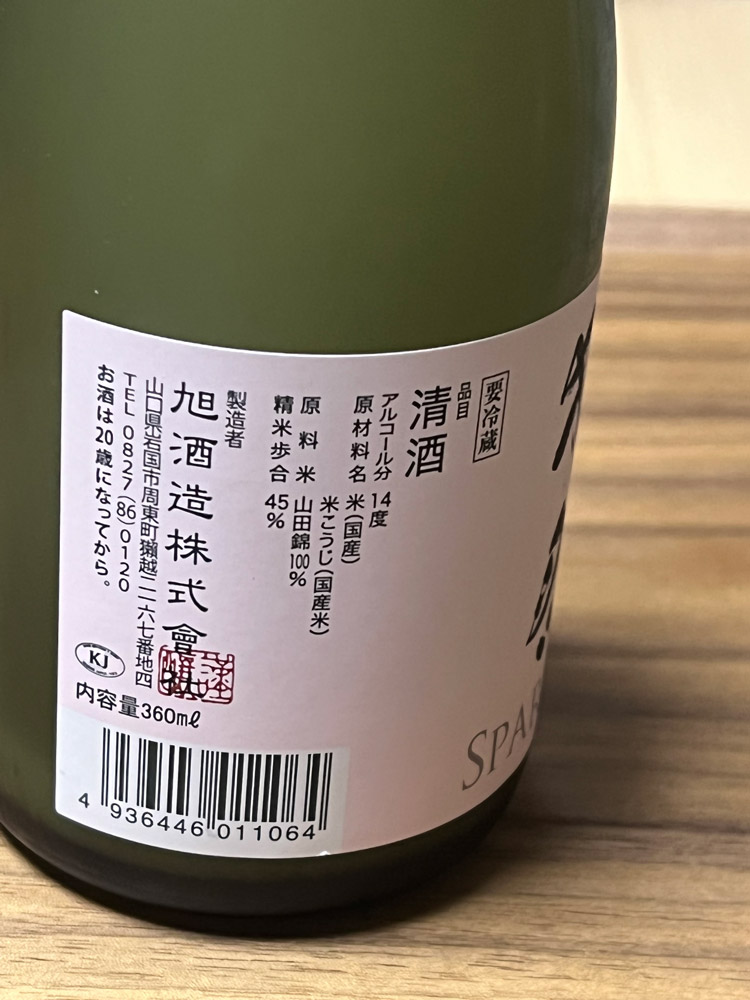 要冷蔵
品目
清酒
アルコール分 14度
原材料名 米(国産)
米こうじ(国産米)
原料米 山田錦100%
精米歩合 45%
製造者
旭酒造株式會社
山口県岩国市周東町獺越二一六七番地四
TEL 0827(86)0120
お酒は20歳になってから。
KJ
内容量360mℓ
4 936446 011064
SPAR